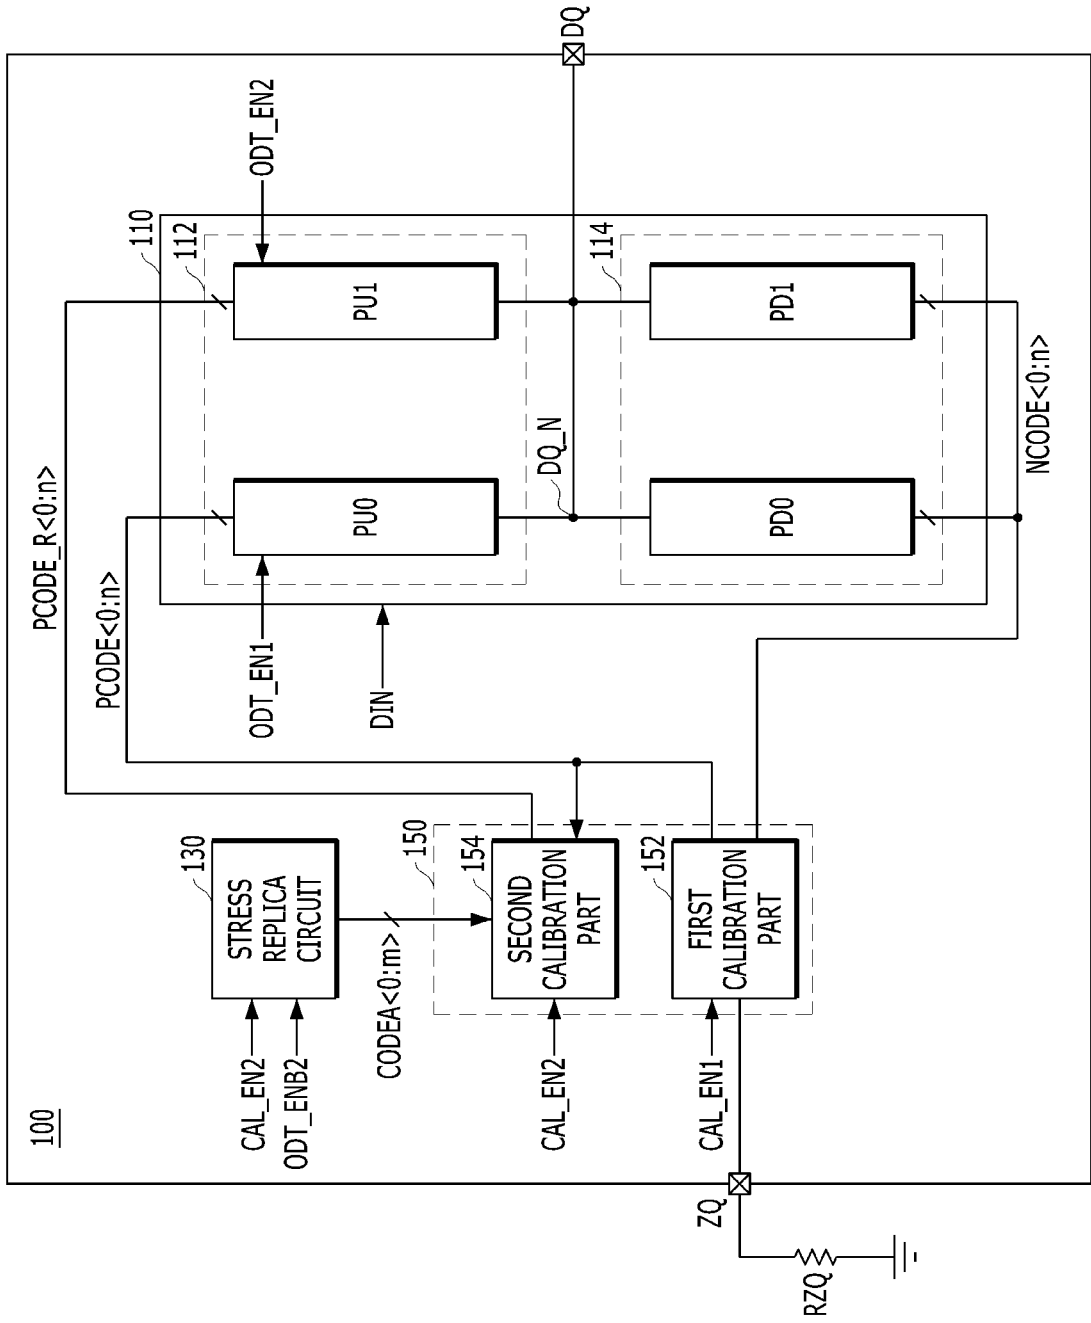 100
RZQ
ZQ
CAL_EN2
ODT_ENB2
STRESS
REPLICA
CIRCUIT
130
CODEA<0:m>
150
CAL_EN2
SECOND
CALIBRATION
PART
154
CAL_EN1
FIRST
CALIBRATION
PART
152
PCODE_R<0:n>
PCODE<0:n>
NCODE<0:n>
DIN
110
112
ODT_EN1
PU0
PU1
ODT_EN2
DQ_N
114
PD0
PD1
DQ